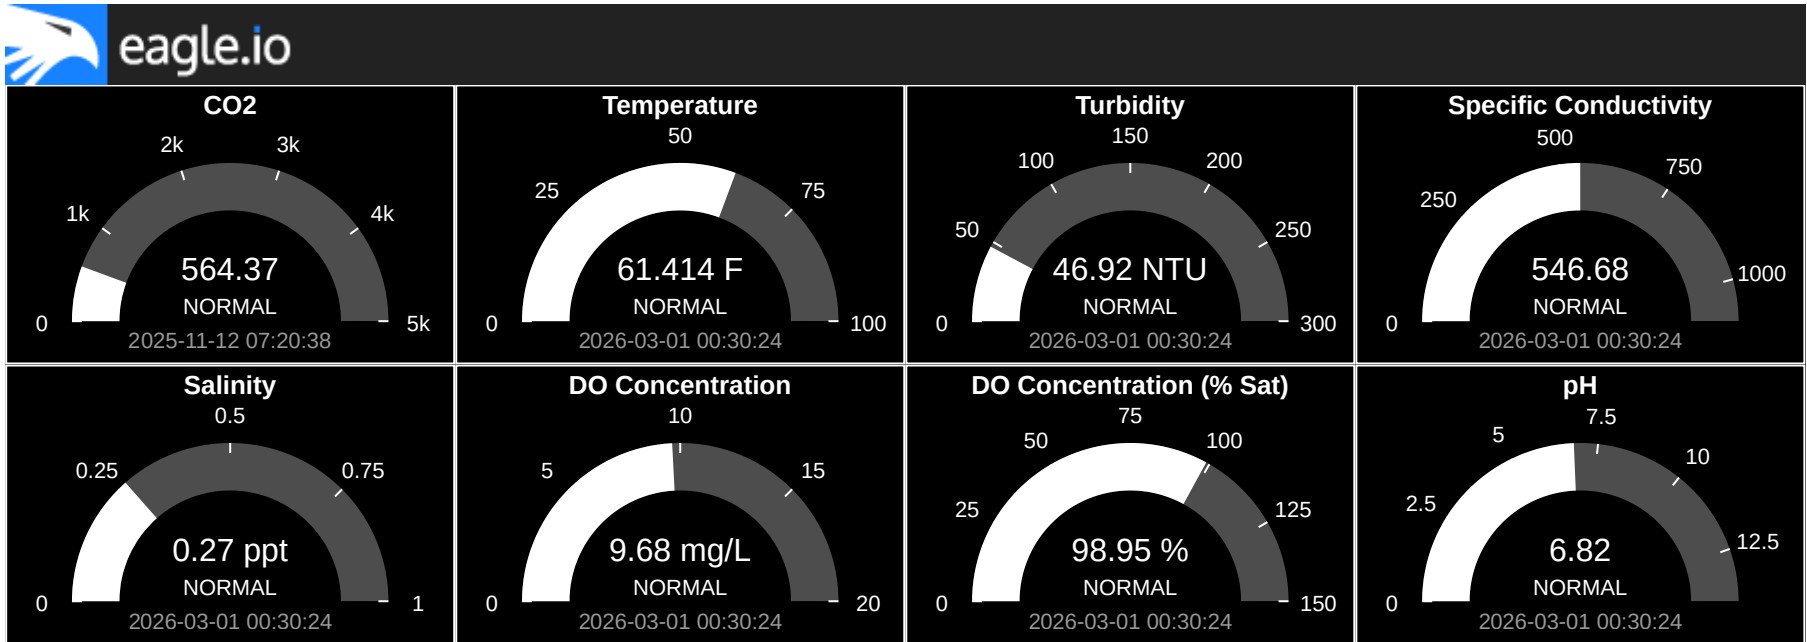 eagle.io
CO2
0
1k
2k
3k
4k
5k
564.37
NORMAL
2025-11-12 07:20:38
Temperature
0
25
50
75
100
61.414 F
NORMAL
2026-03-01 00:30:24
Turbidity
0
50
100
150
200
250
300
46.92 NTU
NORMAL
2026-03-01 00:30:24
Specific Conductivity
0
250
500
750
1000
546.68
NORMAL
2026-03-01 00:30:24
Salinity
0
0.25
0.5
0.75
1
0.27 ppt
NORMAL
2026-03-01 00:30:24
DO Concentration
0
5
10
15
20
9.68 mg/L
NORMAL
2026-03-01 00:30:24
DO Concentration (% Sat)
0
25
50
75
100
125
150
98.95 %
NORMAL
2026-03-01 00:30:24
pH
0
2.5
5
7.5
10
12.5
6.82
NORMAL
2026-03-01 00:30:24